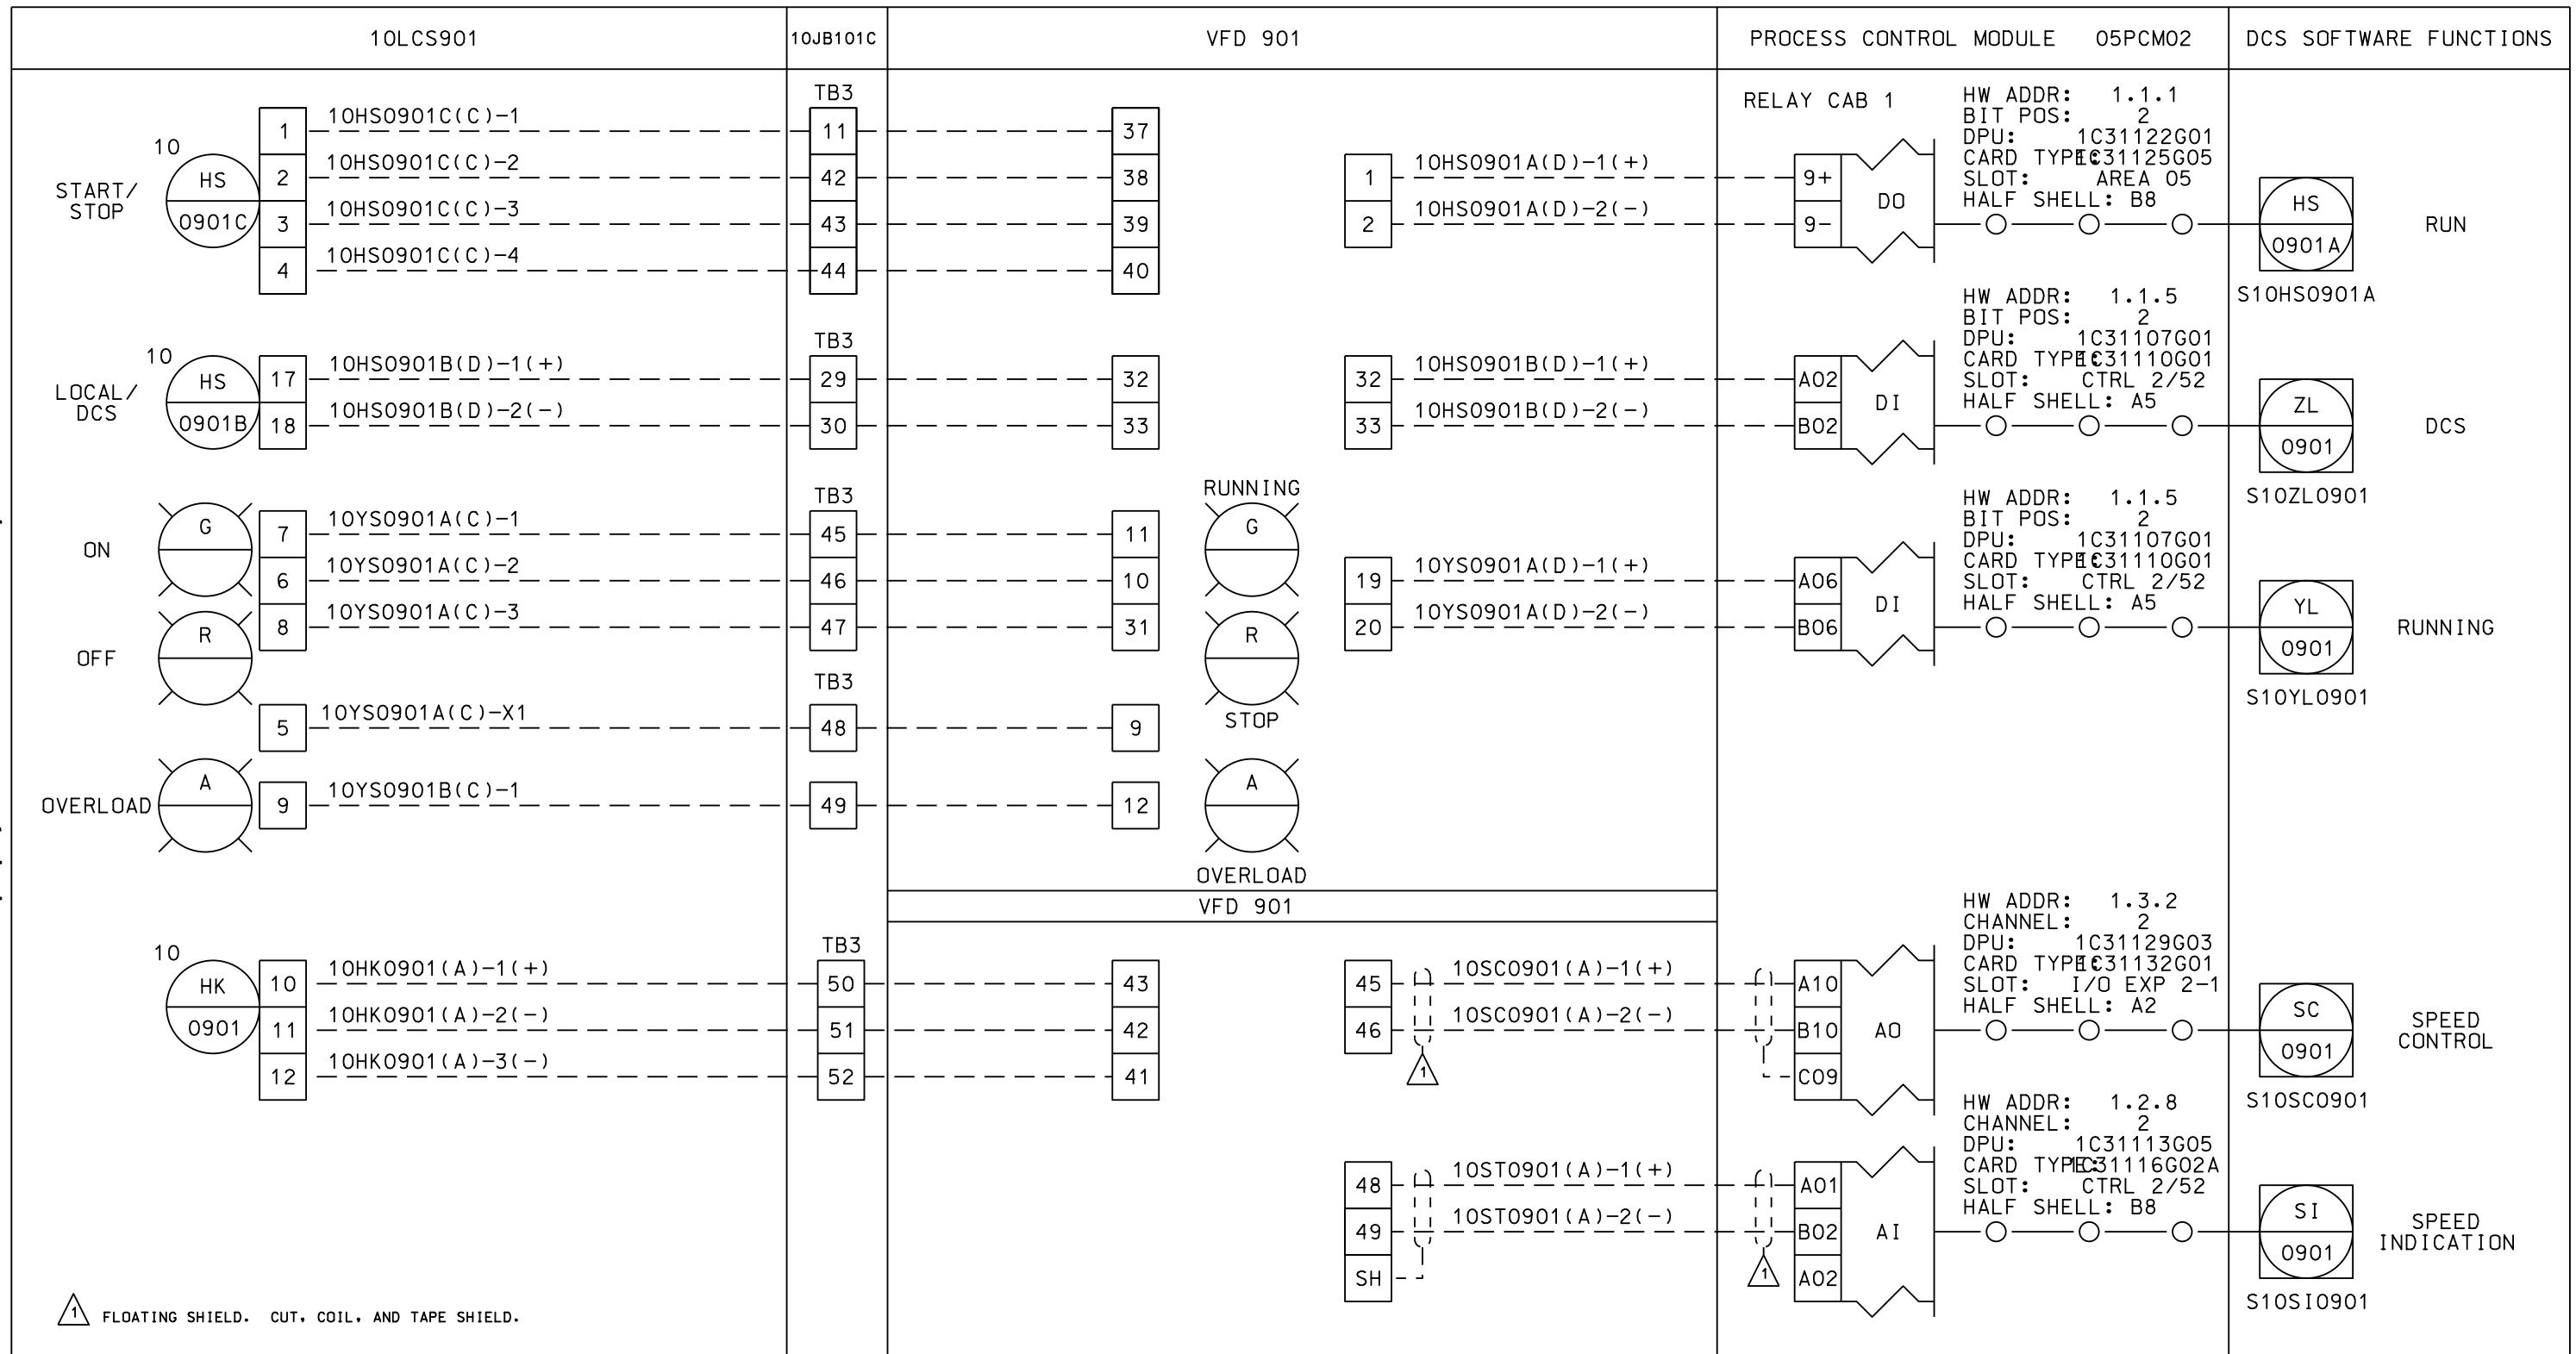 10LCS901
10JB101C
VFD 901
PROCESS CONTROL MODULE 05PCM02
DCS SOFTWARE FUNCTIONS
START/
STOP
10
HS
0901C
1
2
3
4
10HS0901C(C)-1
10HS0901C(C)-2
10HS0901C(C)-3
10HS0901C(C)-4
TB3
11
42
43
44
37
38
39
40
1
2
10HS0901A(D)-1(+)
10HS0901A(D)-2(-)
RELAY CAB 1
9+
9-
DO
HW ADDR: 1.1.1
BIT POS: 2
DPU: 1C31122G01
CARD TYPE: 1C31125G05
SLOT: AREA 05
HALF SHELL: B8
HS
0901A
S10HS0901A
RUN
LOCAL/
DCS
10
HS
0901B
17
18
10HS0901B(D)-1(+)
10HS0901B(D)-2(-)
TB3
29
30
32
33
32
33
10HS0901B(D)-1(+)
10HS0901B(D)-2(-)
A02
B02
DI
HW ADDR: 1.1.5
BIT POS: 2
DPU: 1C31107G01
CARD TYPE: 1C31110G01
SLOT: CTRL 2/52
HALF SHELL: A5
ZL
0901
S10ZL0901
DCS
ON
G
OFF
R
7
6
8
10YS0901A(C)-1
10YS0901A(C)-2
10YS0901A(C)-3
TB3
45
46
47
11
10
31
RUNNING
G
R
STOP
19
20
10YS0901A(D)-1(+)
10YS0901A(D)-2(-)
A06
B06
DI
HW ADDR: 1.1.5
BIT POS: 2
DPU: 1C31107G01
CARD TYPE: 1C31110G01
SLOT: CTRL 2/52
HALF SHELL: A5
YL
0901
S10YL0901
RUNNING
5
10YS0901A(C)-X1
TB3
48
9
OVERLOAD
A
9
10YS0901B(C)-1
49
12
A
OVERLOAD
VFD 901
10
HK
0901
10
11
12
10HK0901(A)-1(+)
10HK0901(A)-2(-)
10HK0901(A)-3(-)
TB3
50
51
52
43
42
41
45
46
10SC0901(A)-1(+)
10SC0901(A)-2(-)
1
A10
B10
C09
AO
HW ADDR: 1.3.2
CHANNEL: 2
DPU: 1C31129G03
CARD TYPE: 1C31132G01
SLOT: I/O EXP 2-1
HALF SHELL: A2
SC
0901
S10SC0901
SPEED
CONTROL
48
49
SH
10ST0901(A)-1(+)
10ST0901(A)-2(-)
1
A01
B02
A02
AI
HW ADDR: 1.2.8
CHANNEL: 2
DPU: 1C31113G05
CARD TYPE: 1C31116G02A
SLOT: CTRL 2/52
HALF SHELL: B8
SI
0901
S10SI0901
SPEED
INDICATION
1 FLOATING SHIELD. CUT, COIL, AND TAPE SHIELD.